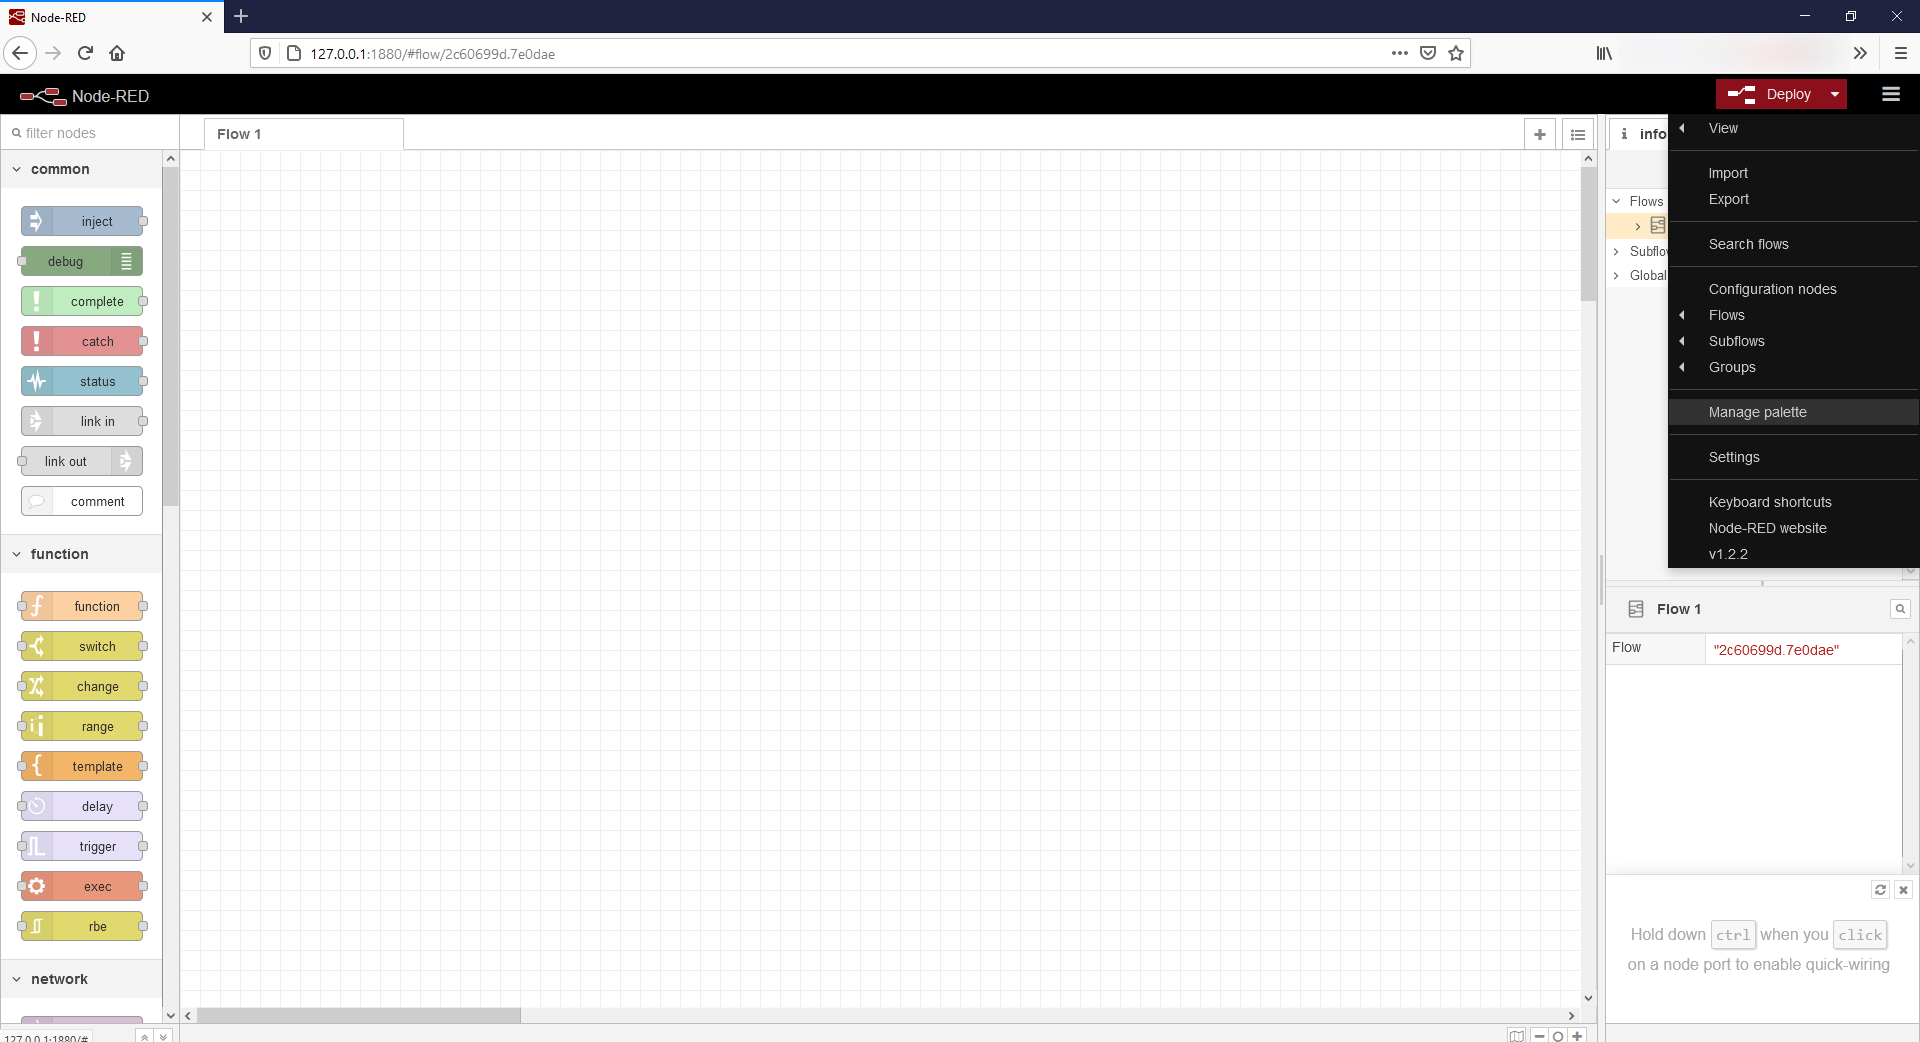 Node-RED
127.0.0.1:1880/#flow/2c60699d.7e0dae
Node-RED
Deploy
filter nodes
Flow 1
info
common
inject
debug
complete
catch
status
link in
link out
comment
function
function
switch
change
range
template
delay
trigger
exec
rbe
network
127.0.0.1:1880/#
Flows
Subflo
Global
View
Import
Export
Search flows
Configuration nodes
Flows
Subflows
Groups
Manage palette
Settings
Keyboard shortcuts
Node-RED website
v1.2.2
Flow 1
Flow "2c60699d.7e0dae"
Hold down ctrl when you click
on a node port to enable quick-wiring